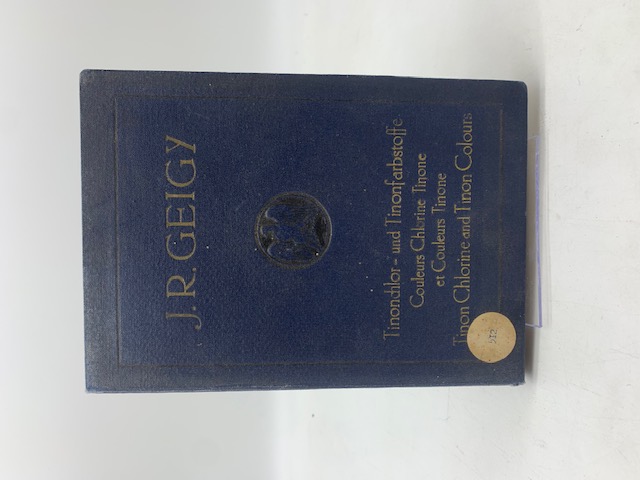 J.R.GEIGY
Tinonchlor- und Tinonfarbstoffe
Couleurs Chlorine Tinone
et Couleurs Tinone
Tinon Chlorine and Tinon Colours